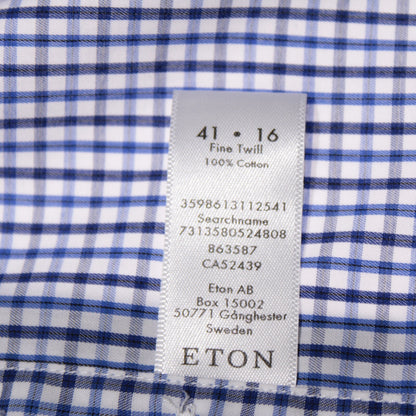 41 • 16
Fine Twill
100% Cotton
3598613112541
Searchname
7313580524808
863587
CA52439
Eton AB
Box 15002
50771 Gånghester
Sweden
ETON